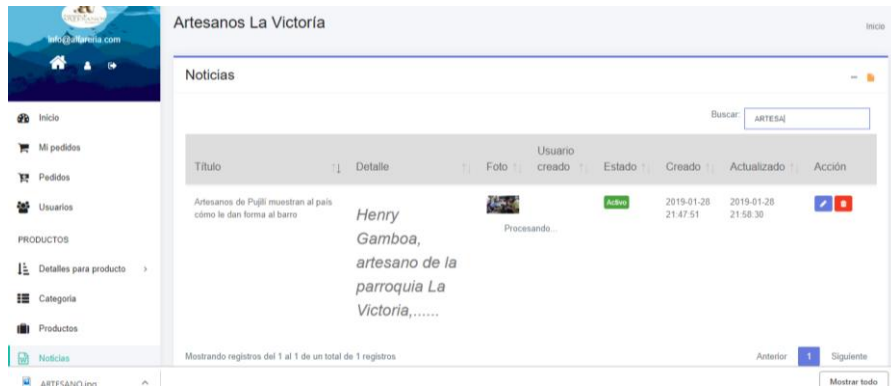 Artesanos La Victoría
Inicio
info@alfareria.com
Noticias
Inicio
Buscar: ARTESA
Mi pedidos
Pedidos
Título Detalle Foto Usuario creado Estado Creado Actualizado Acción
Usuarios
Artesanos de Pujilí muestran al país
cómo le dan forma al barro
Henry
Gamboa,
artesano de la
parroquia La
Victoria,......
Procesando...
Activo
2019-01-28
21:47:51
2019-01-28
21:58:30
PRODUCTOS
Detalles para producto
Categoria
Productos
Noticias
Mostrando registros del 1 al 1 de un total de 1 registros
Anterior 1 Siguiente
ARTESANO.jpg
Mostrar todo